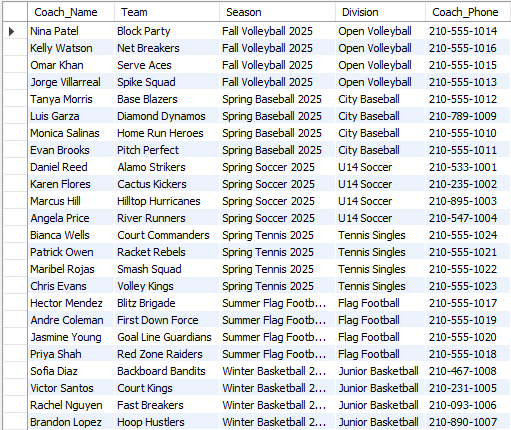 Coach_Name Team Season Division Coach_Phone
Nina Patel Block Party Fall Volleyball 2025 Open Volleyball 210-555-1014
Kelly Watson Net Breakers Fall Volleyball 2025 Open Volleyball 210-555-1016
Omar Khan Serve Aces Fall Volleyball 2025 Open Volleyball 210-555-1015
Jorge Villarreal Spike Squad Fall Volleyball 2025 Open Volleyball 210-555-1013
Tanya Morris Base Blazers Spring Baseball 2025 City Baseball 210-555-1012
Luis Garza Diamond Dynamos Spring Baseball 2025 City Baseball 210-789-1009
Monica Salinas Home Run Heroes Spring Baseball 2025 City Baseball 210-555-1010
Evan Brooks Pitch Perfect Spring Baseball 2025 City Baseball 210-555-1011
Daniel Reed Alamo Strikers Spring Soccer 2025 U14 Soccer 210-533-1001
Karen Flores Cactus Kickers Spring Soccer 2025 U14 Soccer 210-235-1002
Marcus Hill Hilltop Hurricanes Spring Soccer 2025 U14 Soccer 210-895-1003
Angela Price River Runners Spring Soccer 2025 U14 Soccer 210-547-1004
Bianca Wells Court Commanders Spring Tennis 2025 Tennis Singles 210-555-1024
Patrick Owen Racket Rebels Spring Tennis 2025 Tennis Singles 210-555-1021
Maribel Rojas Smash Squad Spring Tennis 2025 Tennis Singles 210-555-1022
Chris Evans Volley Kings Spring Tennis 2025 Tennis Singles 210-555-1023
Hector Mendez Blitz Brigade Summer Flag Footb... Flag Football 210-555-1017
Andre Coleman First Down Force Summer Flag Footb... Flag Football 210-555-1019
Jasmine Young Goal Line Guardians Summer Flag Footb... Flag Football 210-555-1020
Priya Shah Red Zone Raiders Summer Flag Footb... Flag Football 210-555-1018
Sofia Diaz Backboard Bandits Winter Basketball 2... Junior Basketball 210-467-1008
Victor Santos Court Kings Winter Basketball 2... Junior Basketball 210-231-1005
Rachel Nguyen Fast Breakers Winter Basketball 2... Junior Basketball 210-093-1006
Brandon Lopez Hoop Hustlers Winter Basketball 2... Junior Basketball 210-890-1007